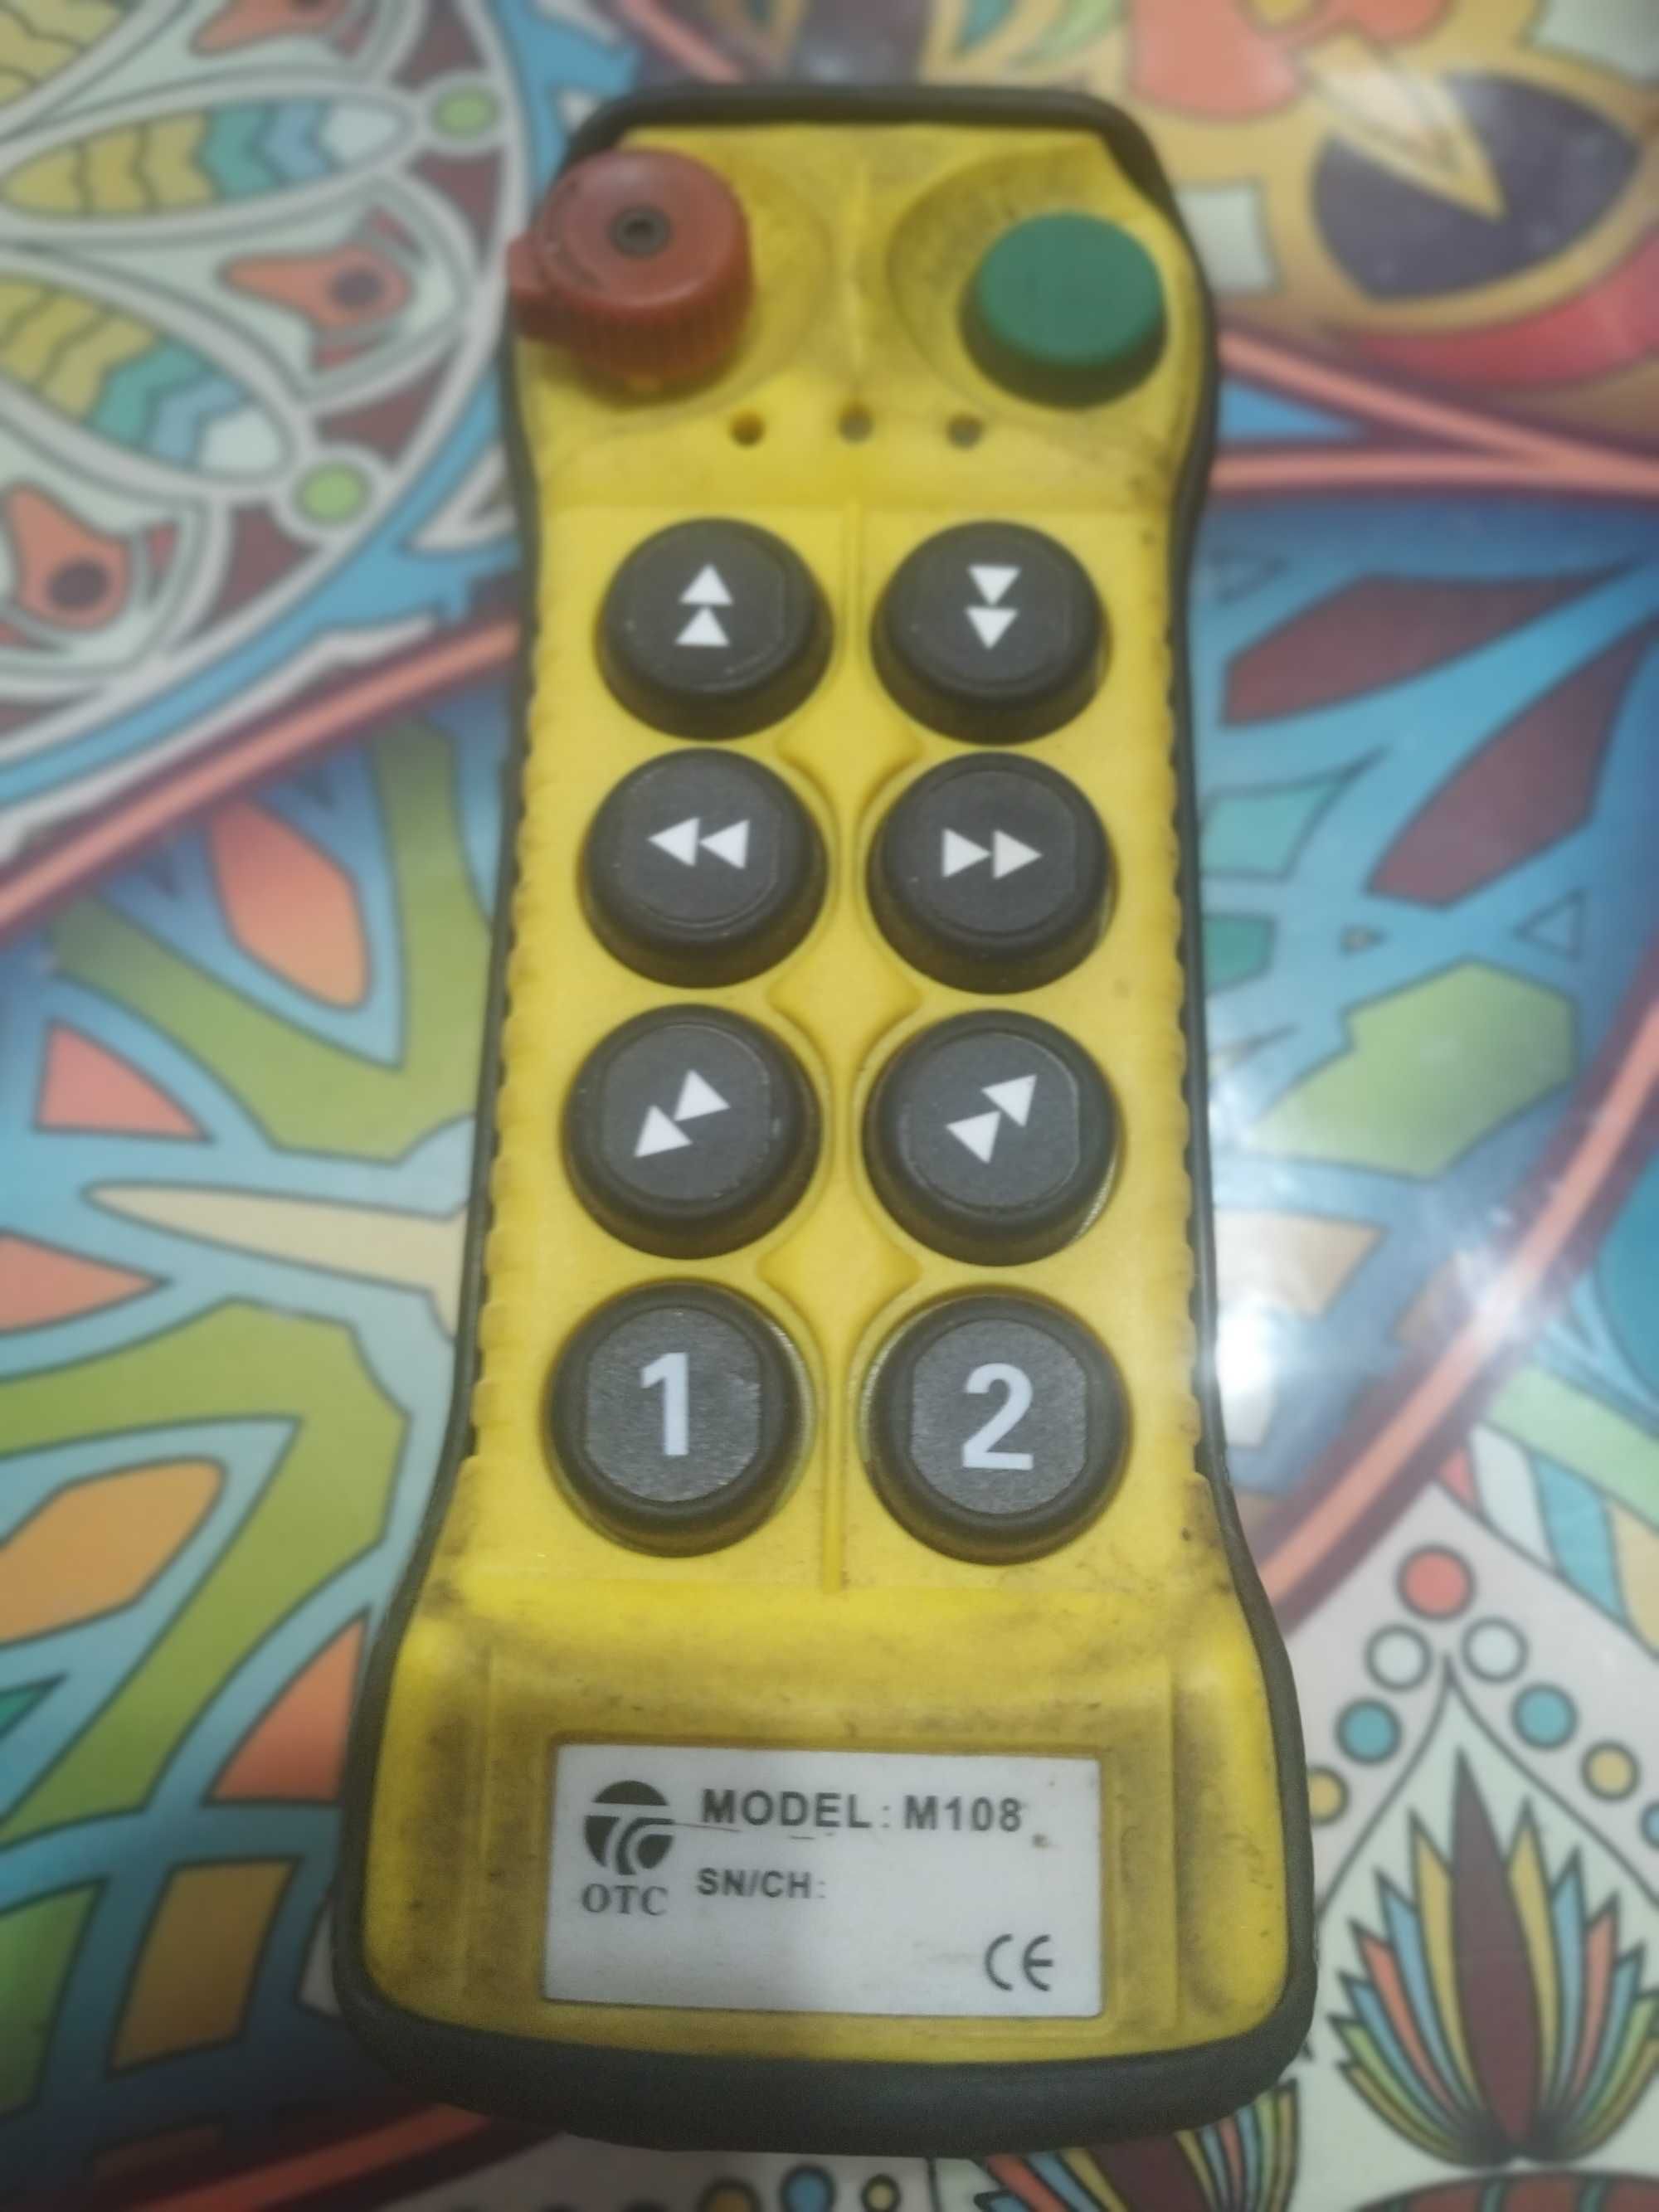 1
2
MODEL: M108
OTC
SN/CH:
CE